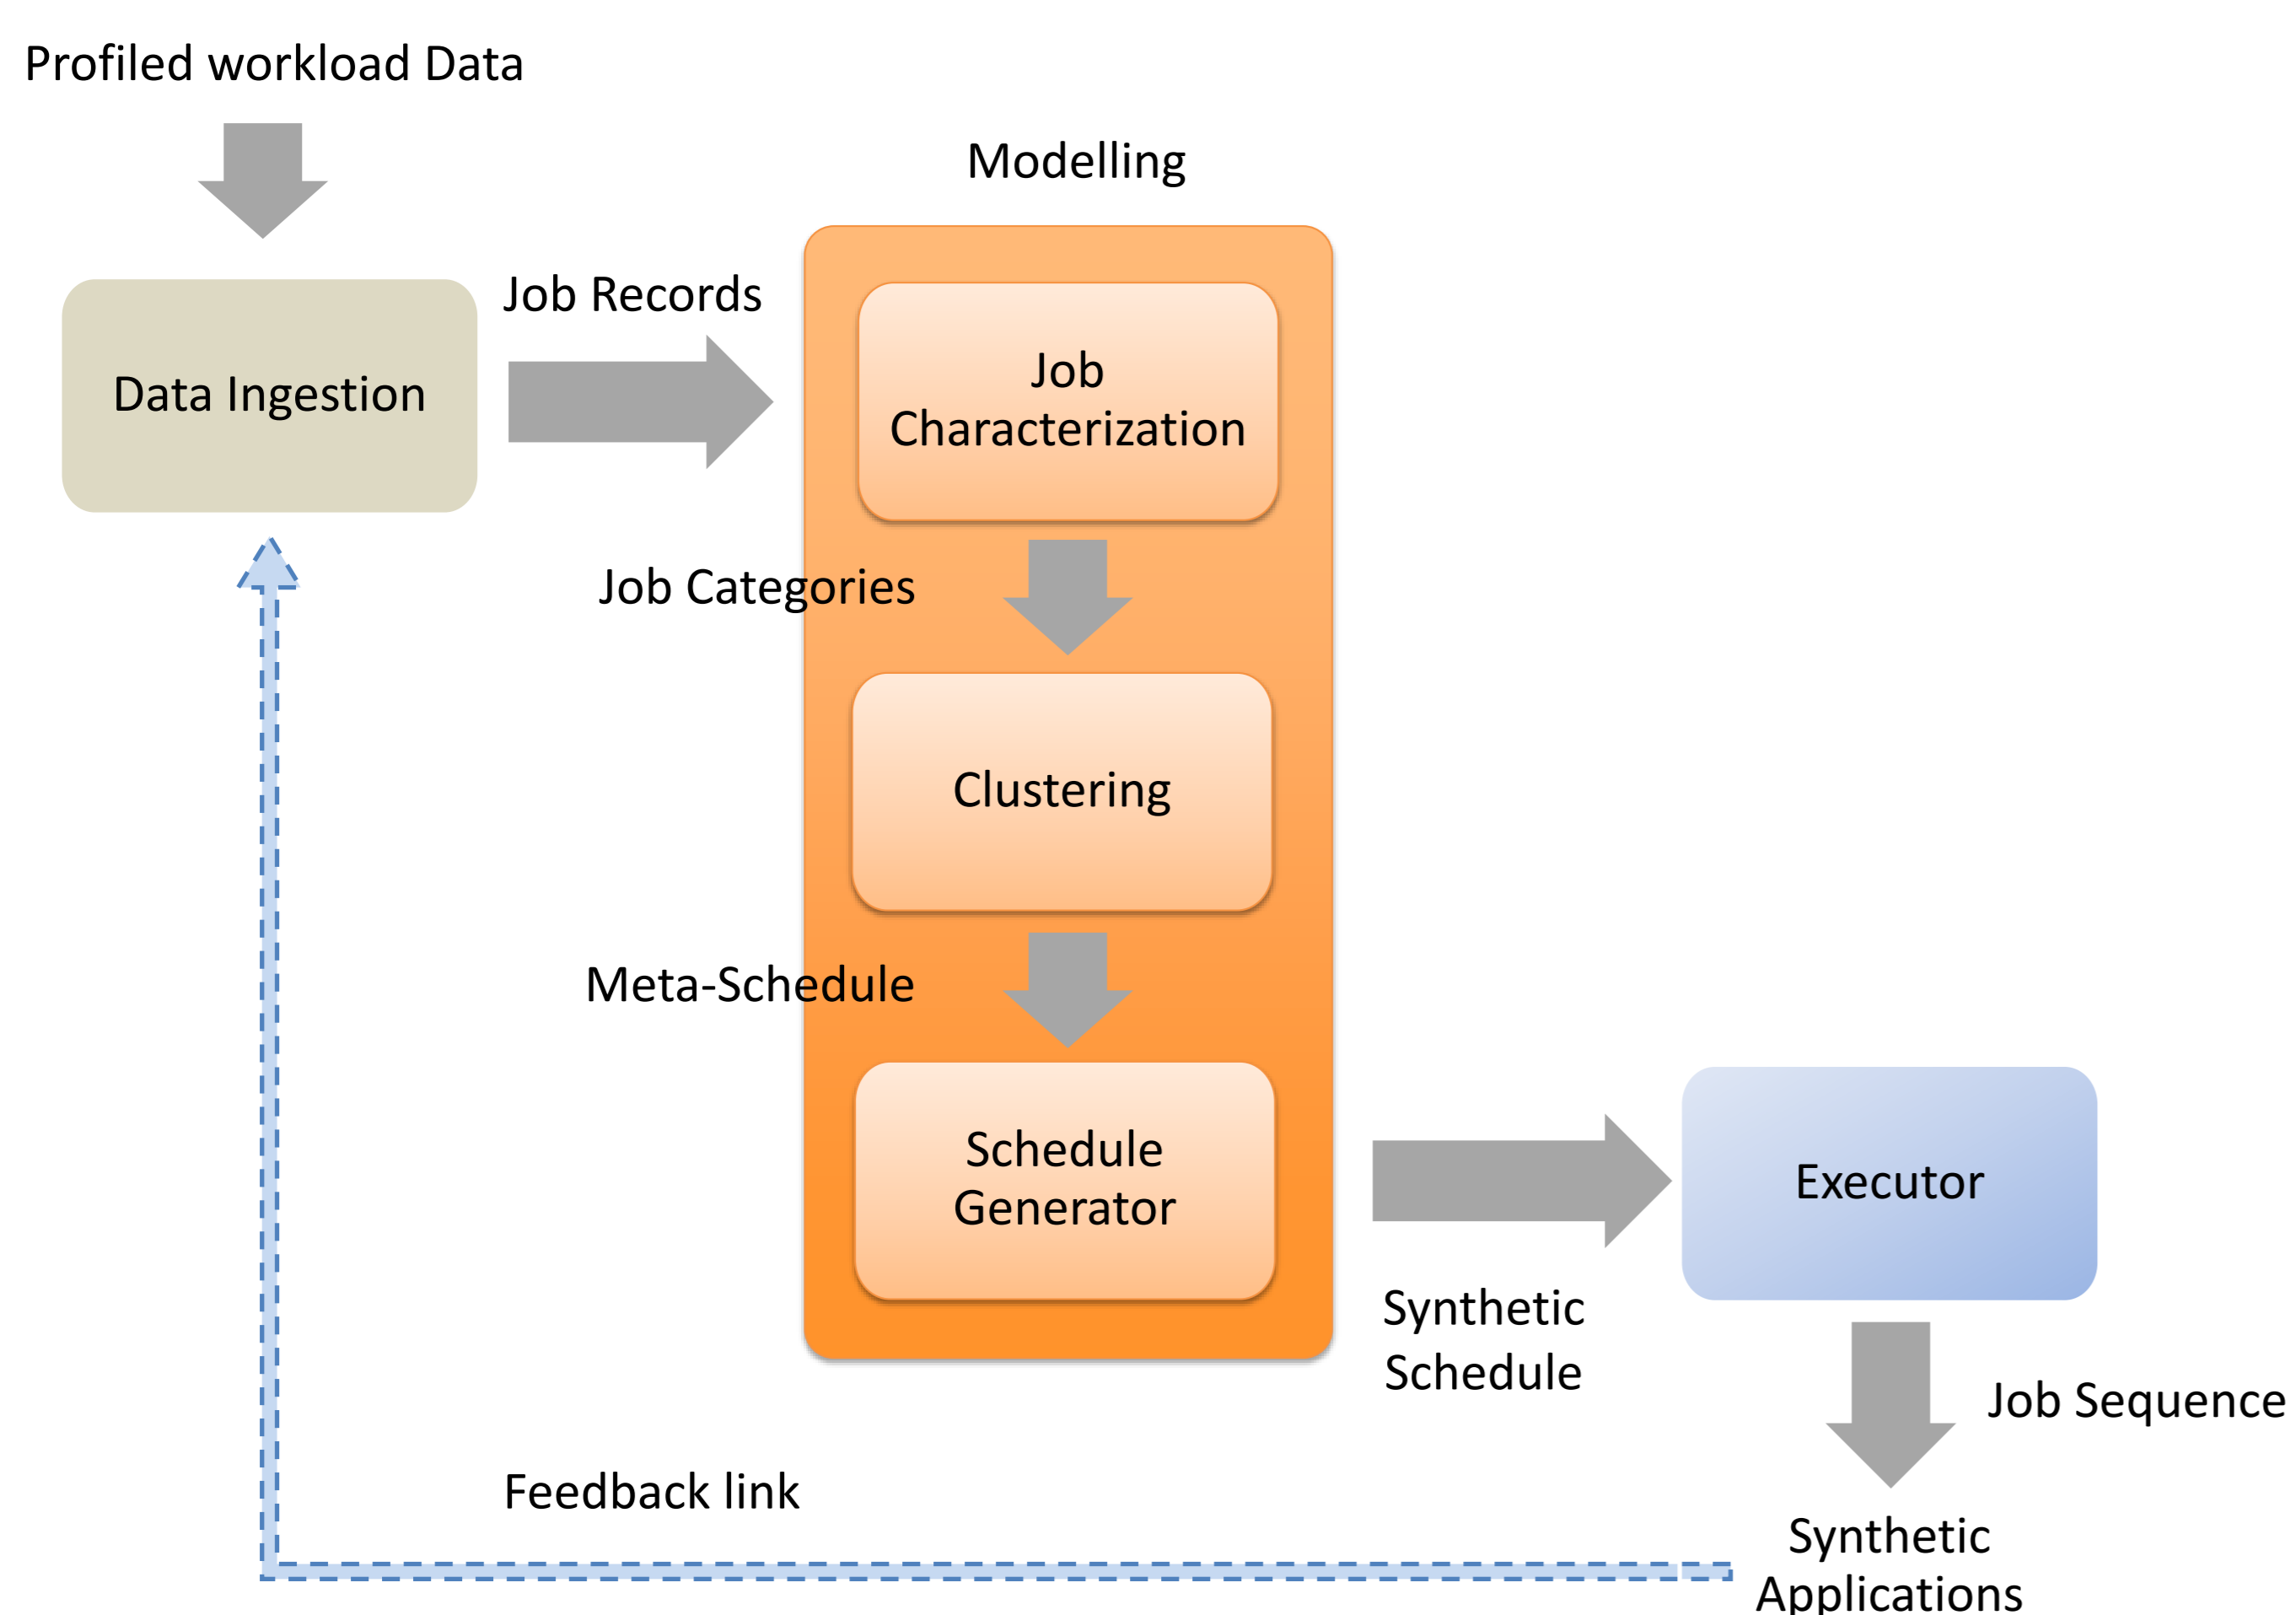 Profiled workload Data
Modelling
Data Ingestion
Job Records
Job
Characterization
Job Categories
Clustering
Meta-Schedule
Schedule
Generator
Synthetic
Schedule
Executor
Job Sequence
Synthetic
Applications
Feedback link